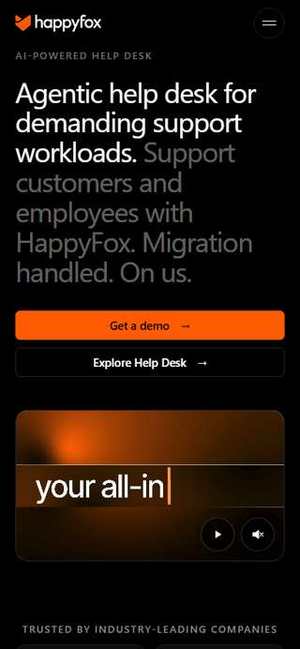 happyfox
AI-POWERED HELP DESK
Agentic help desk for
demanding support
workloads. Support
customers and
employees with
HappyFox. Migration
handled. On us.
Get a demo →
Explore Help Desk →
your all-in
TRUSTED BY INDUSTRY-LEADING COMPANIES